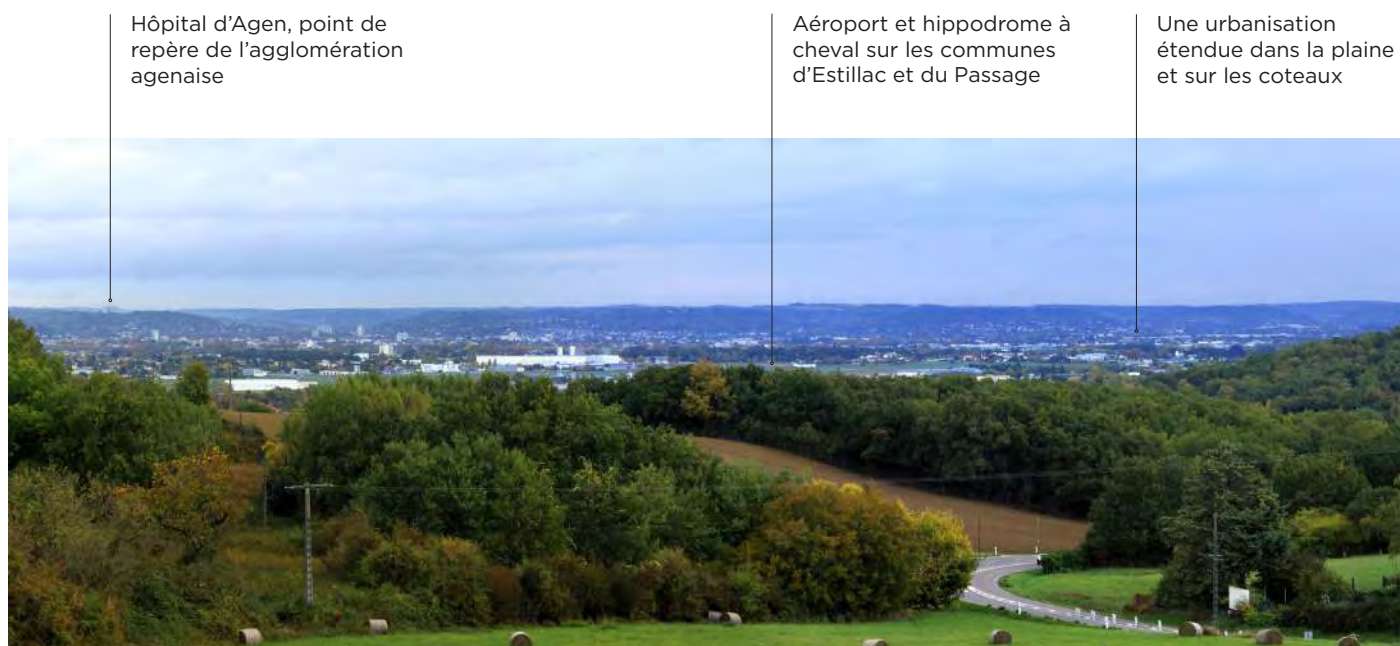 Hôpital d’Agen, point de
repère de l’agglomération
agenaise
Aéroport et hippodrome à
cheval sur les communes
d’Estillac et du Passage
Une urbanisation
étendue dans la plaine
et sur les coteaux